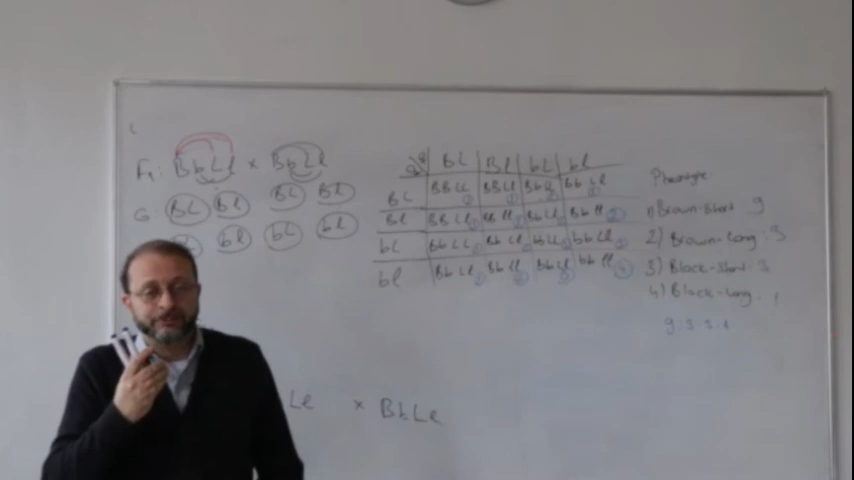 F1: BbLl × BbLl
G: BL Bl BL Bl
bl bL bl
♀♂ BL Bl bL bl
BL BBLL BBLl BbLL BbLl
Bl BBLl BBll BbLl Bbll
bL BbLL BbLl bbLL bbLl
bl BbLl Bbll bbLl bbll
Phenotype
1) Brown-Short 9
2) Brown-Long: 3
3) Black-Short: 3
4) Black-Long: 1
9:3:3:1
Ll × BbLl